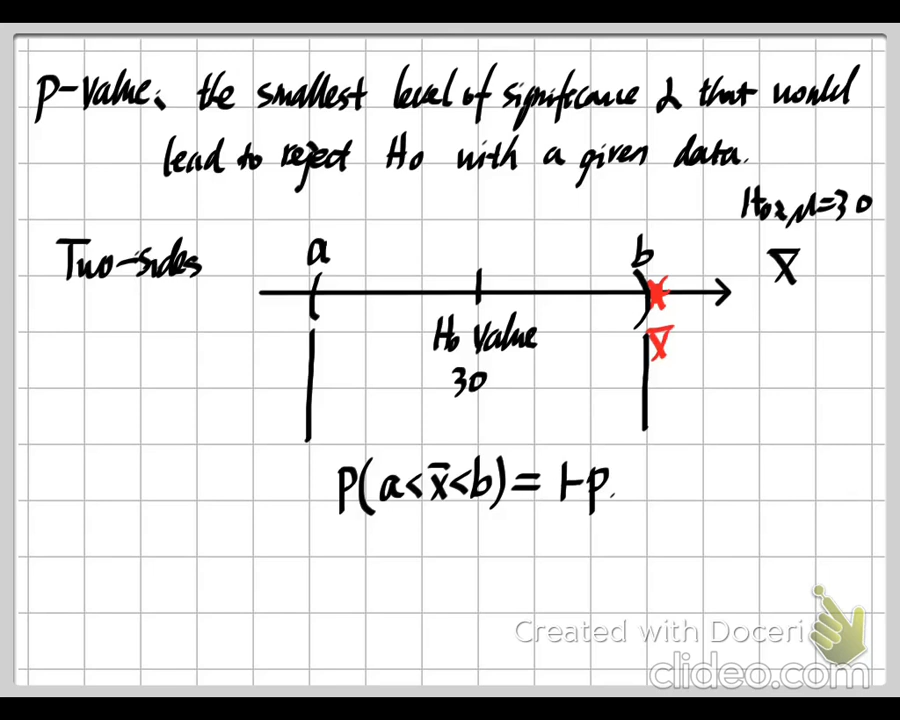 P-value: the smallest level of significance α that would
lead to reject H0 with a given data.
H0: μ=30
Two-sides
a
b
X̄
H0 value
X̄
30
P(a<x̄<b)= 1-p.
Created with Doceri
clideo.com